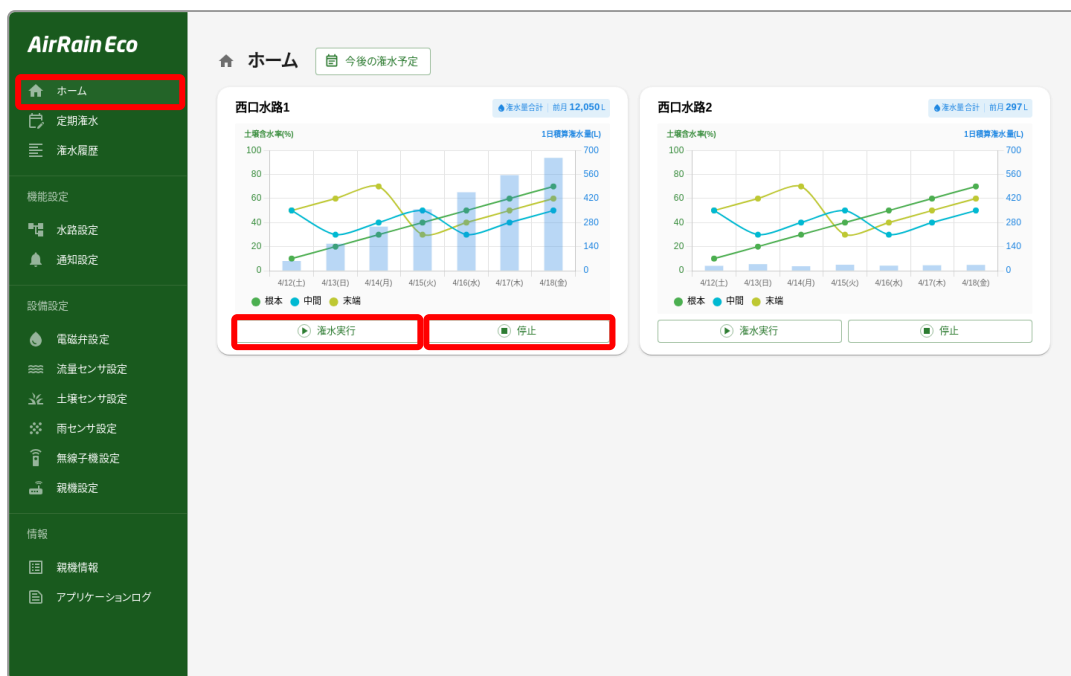 AirRain Eco
ホーム
定期潅水
潅水履歴
機能設定
水路設定
通知設定
設備設定
電磁弁設定
流量センサ設定
土壌センサ設定
雨センサ設定
無線子機設定
親機設定
情報
親機情報
アプリケーションログ
ホーム 今後の潅水予定
西口水路1 潅水量合計 前月 12,050 L
土壌含水率(%) 1日積算潅水量(L)
100 700
80 560
60 420
40 280
20 140
0 0
4/12(土) 4/13(日) 4/14(月) 4/15(火) 4/16(水) 4/17(木) 4/18(金)
根本 中間 末端
潅水実行 停止
西口水路2 潅水量合計 前月 297 L
土壌含水率(%) 1日積算潅水量(L)
100 700
80 560
60 420
40 280
20 140
0 0
4/12(土) 4/13(日) 4/14(月) 4/15(火) 4/16(水) 4/17(木) 4/18(金)
根本 中間 末端
潅水実行 停止